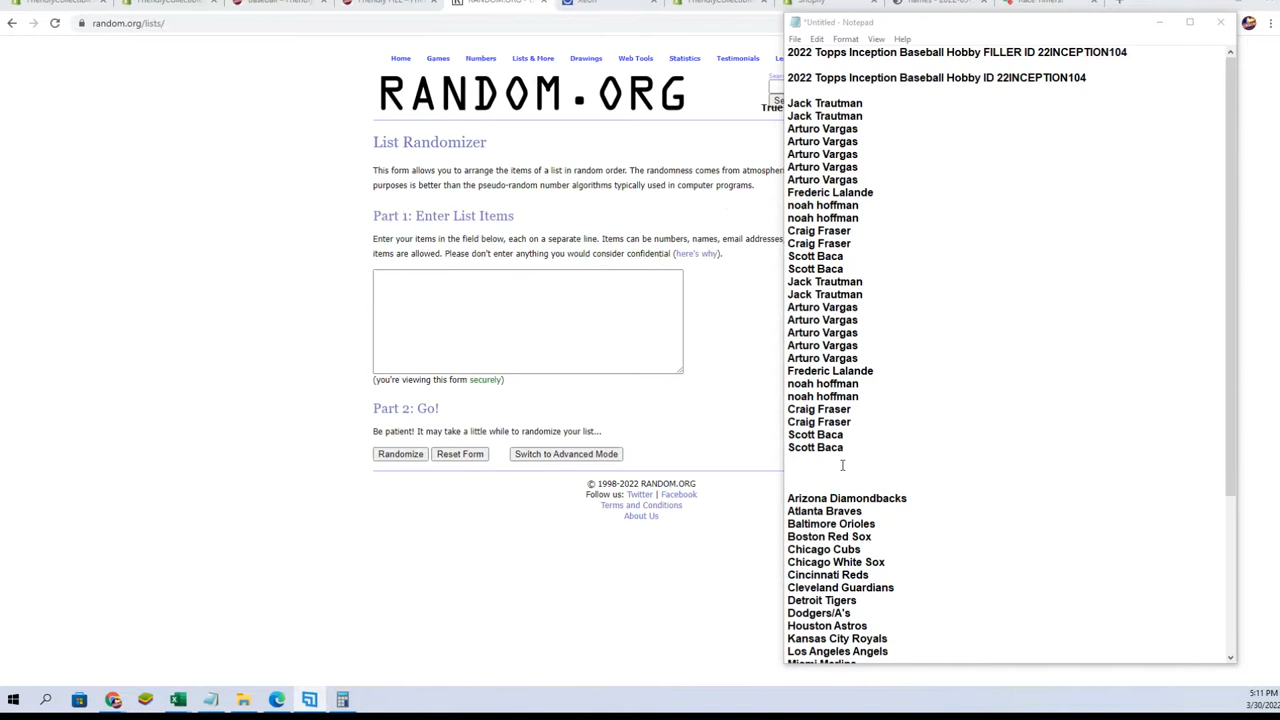 random.org/lists/
*Untitled - Notepad
File Edit Format View Help
Home Games Numbers Lists & More Drawings Web Tools Statistics Testimonials
RANDOM.ORG
List Randomizer
This form allows you to arrange the items of a list in random order. The randomness comes from
purposes is better than the pseudo-random number algorithms typically used in computer programs.
Part 1: Enter List Items
Enter your items in the field below, each on a separate line. Items can be numbers, names, email addresses,
items are allowed. Please don't enter anything you would consider confidential (here's why).
(you're viewing this form securely)
Part 2: Go!
Be patient! It may take a little while to randomize your list...
Randomize Reset Form Switch to Advanced Mode
© 1998-2022 RANDOM.ORG
Follow us: Twitter | Facebook
Terms and Conditions
About Us
2022 Topps Inception Baseball Hobby FILLER ID 22INCEPTION104
2022 Topps Inception Baseball Hobby ID 22INCEPTION104
Jack Trautman
Jack Trautman
Arturo Vargas
Arturo Vargas
Arturo Vargas
Arturo Vargas
Arturo Vargas
Frederic Lalande
noah hoffman
noah hoffman
Craig Fraser
Craig Fraser
Scott Baca
Scott Baca
Jack Trautman
Jack Trautman
Arturo Vargas
Arturo Vargas
Arturo Vargas
Arturo Vargas
Arturo Vargas
Frederic Lalande
noah hoffman
noah hoffman
Craig Fraser
Craig Fraser
Scott Baca
Scott Baca
Arizona Diamondbacks
Atlanta Braves
Baltimore Orioles
Boston Red Sox
Chicago Cubs
Chicago White Sox
Cincinnati Reds
Cleveland Guardians
Detroit Tigers
Dodgers/A's
Houston Astros
Kansas City Royals
Los Angeles Angels
Miami Marlins
5:11 PM